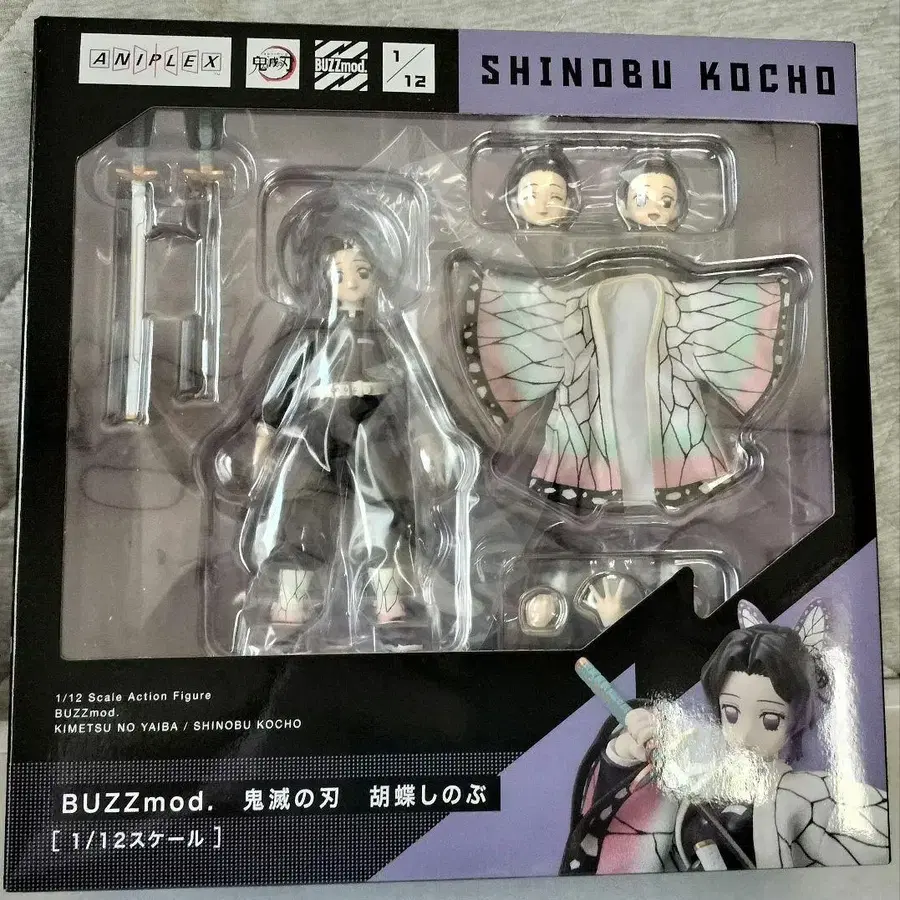 ANIPLEX
鬼滅刃
BUZZmod.
1/12
SHINOBU KOCHO
1/12 Scale Action Figure
BUZZmod.
KIMETSU NO YAIBA / SHINOBU KOCHO
BUZZmod. 鬼滅の刃 胡蝶しのぶ
[ 1/12スケール ]